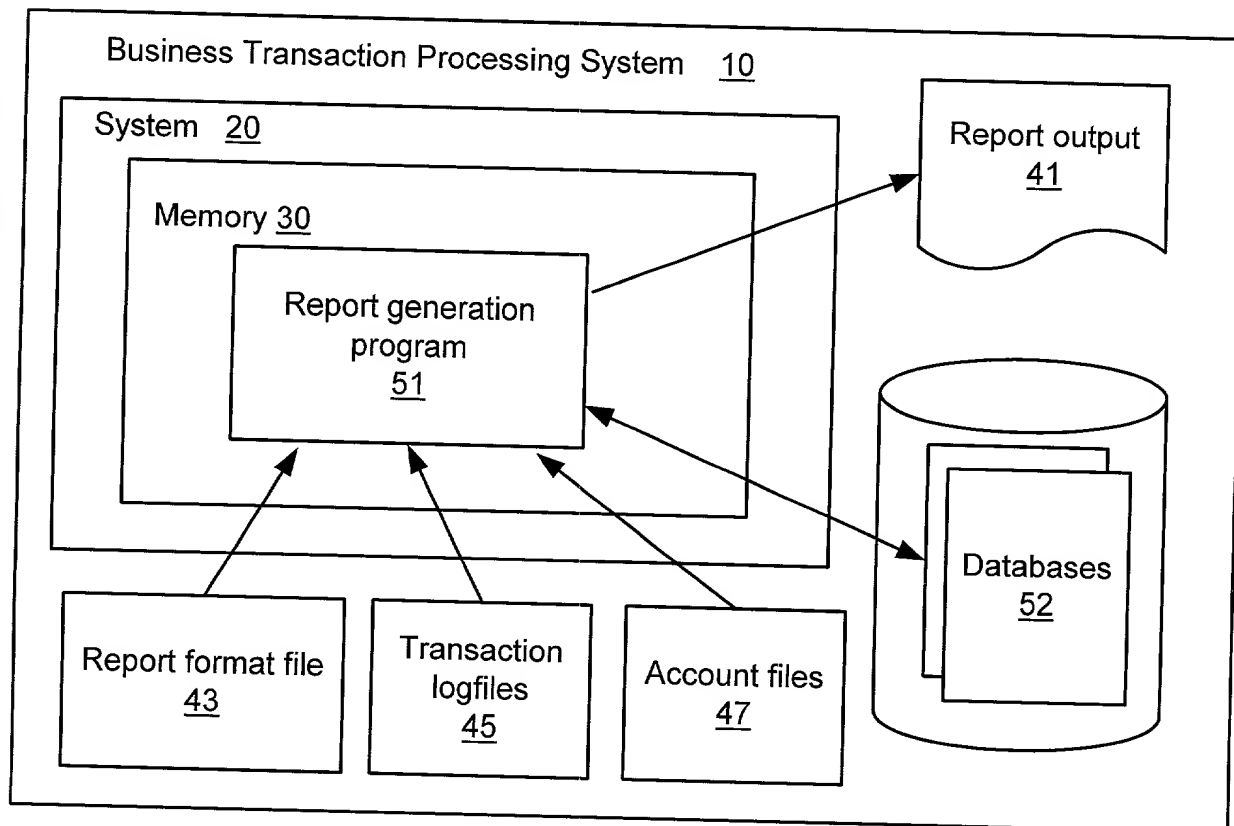 Business Transaction Processing System 10
System 20
Memory 30
Report generation
program
51
Report output
41
Databases
52
Report format file
43
Transaction
logfiles
45
Account files
47